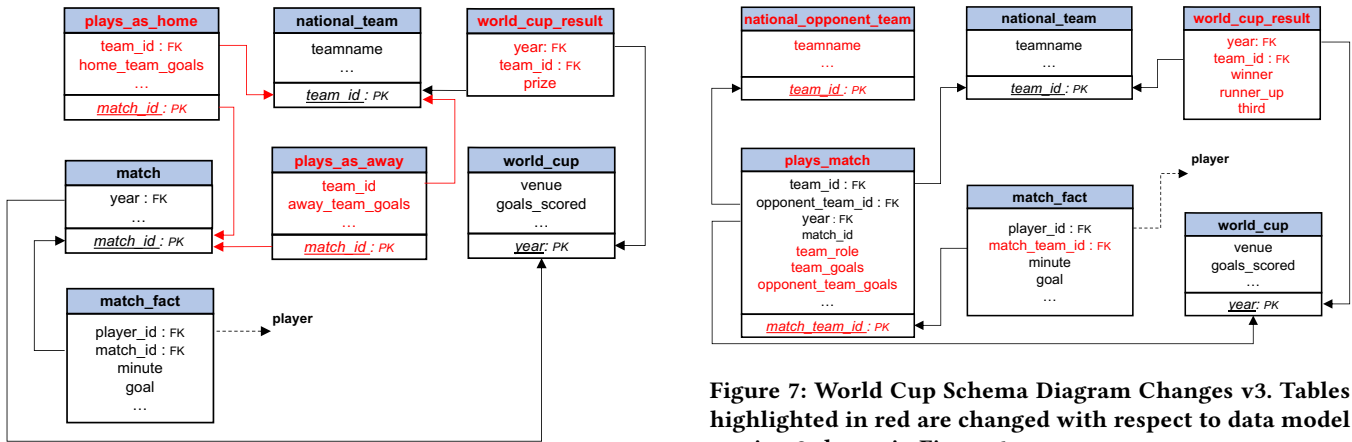 plays_as_home
team_id : FK
home_team_goals
...
match_id : PK
national_team
teamname
...
team_id : PK
world_cup_result
year: FK
team_id : FK
prize
match
year : FK
...
match_id : PK
plays_as_away
team_id
away_team_goals
...
match_id : PK
world_cup
venue
goals_scored
...
year: PK
match_fact
player_id : FK
match_id : FK
minute
goal
...
player
national_opponent_team
teamname
...
team_id : PK
national_team
teamname
...
team_id : PK
world_cup_result
year: FK
team_id : FK
winner
runner_up
third
plays_match
team_id : FK
opponent_team_id : FK
year : FK
match_id
team_role
team_goals
opponent_team_goals
...
match_team_id : PK
player
match_fact
player_id : FK
match_team_id : FK
minute
goal
...
world_cup
venue
goals_scored
...
year: PK
Figure 7: World Cup Schema Diagram Changes v3. Tables
highlighted in red are changed with respect to data model